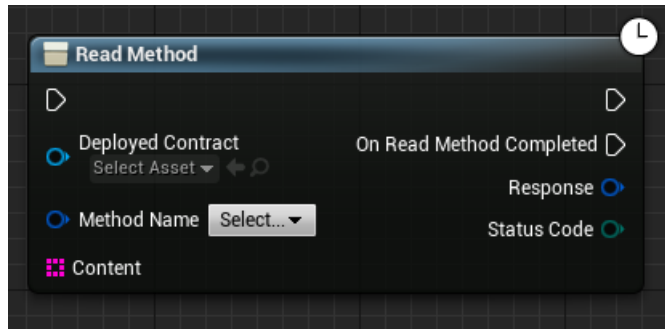 Read Method
Deployed Contract
Select Asset
On Read Method Completed
Response
Method Name Select...
Status Code
Content